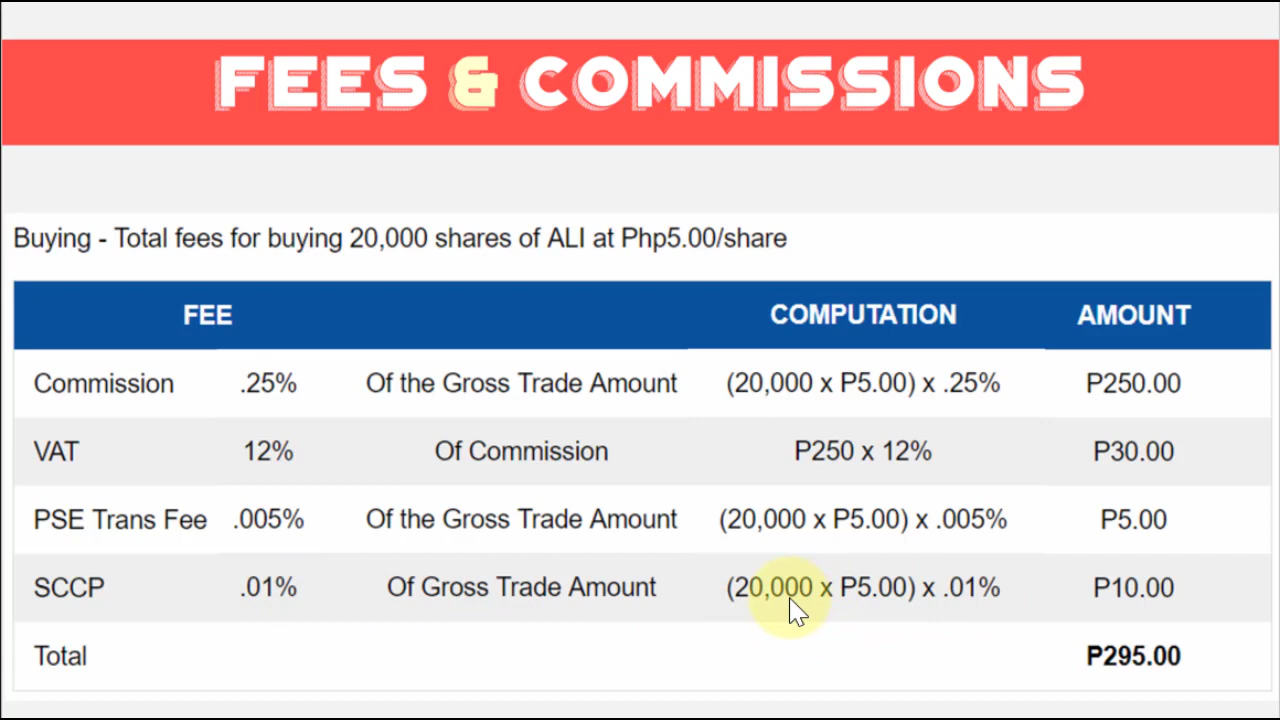 FEES & COMMISSIONS
Buying - Total fees for buying 20,000 shares of ALI at Php5.00/share
FEE COMPUTATION AMOUNT
Commission .25% Of the Gross Trade Amount (20,000 x P5.00) x .25% P250.00
VAT 12% Of Commission P250 x 12% P30.00
PSE Trans Fee .005% Of the Gross Trade Amount (20,000 x P5.00) x .005% P5.00
SCCP .01% Of Gross Trade Amount (20,000 x P5.00) x .01% P10.00
Total P295.00